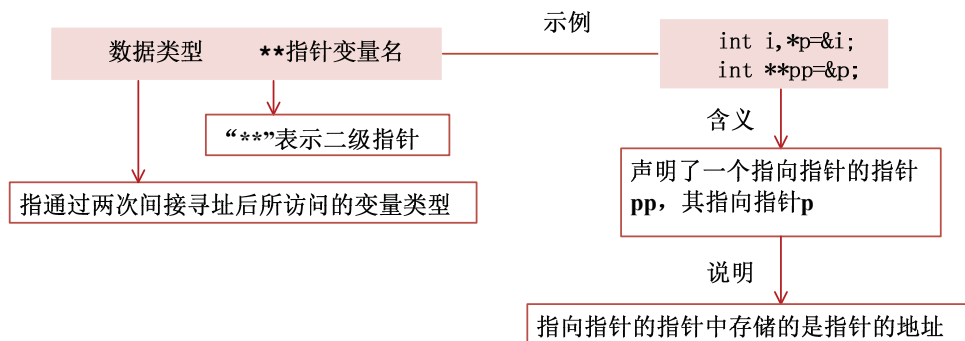 示例
数据类型 **指针变量名
int i,*p=&i;
int **pp=&p;
“**”表示二级指针
含义
指通过两次间接寻址后所访问的变量类型
声明了一个指向指针的指针
pp，其指向指针p
说明
指向指针的指针中存储的是指针的地址